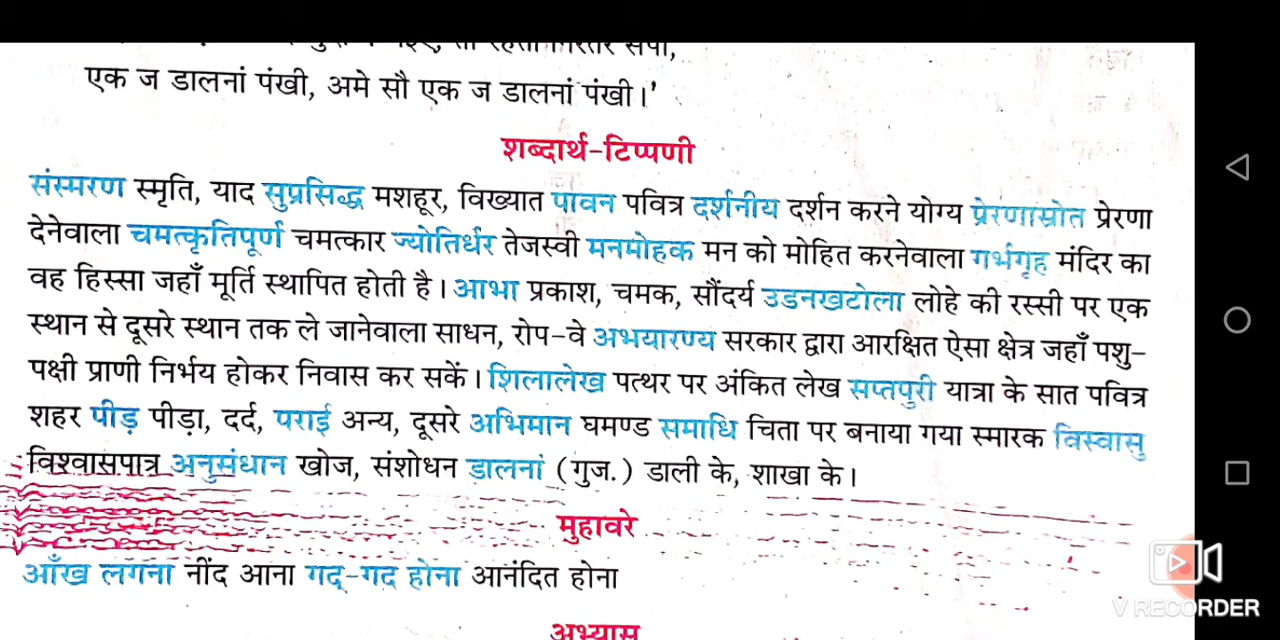 एक ज डालनां पंखी, अमे सौ एक ज डालनां पंखी।’
शब्दार्थ-टिप्पणी
संस्मरण स्मृति, याद सुप्रसिद्ध मशहूर, विख्यात पावन पवित्र दर्शनीय दर्शन करने योग्य प्रेरणास्रोत प्रेरणा
देनेवाला चमत्कृतिपूर्ण चमत्कार ज्योतिर्धर तेजस्वी मनमोहक मन को मोहित करनेवाला गर्भगृह मंदिर का
वह हिस्सा जहाँ मूर्ति स्थापित होती है। आभा प्रकाश, चमक, सौंदर्य उडनखटोला लोहे की रस्सी पर एक
स्थान से दूसरे स्थान तक ले जानेवाला साधन, रोप-वे अभयारण्य सरकार द्वारा आरक्षित ऐसा क्षेत्र जहाँ पशु-
पक्षी प्राणी निर्भय होकर निवास कर सकें। शिलालेख पत्थर पर अंकित लेख सप्तपुरी यात्रा के सात पवित्र
शहर पीड़ पीड़ा, दर्द, पराई अन्य, दूसरे अभिमान घमण्ड समाधि चिता पर बनाया गया स्मारक विस्वासु
विश्वासपात्र अनुसंधान खोज, संशोधन डालनां (गुज.) डाली के, शाखा के।
मुहावरे
आँख लगना नींद आना गद्-गद होना आनंदित होना
अभ्यास
V RECORDER